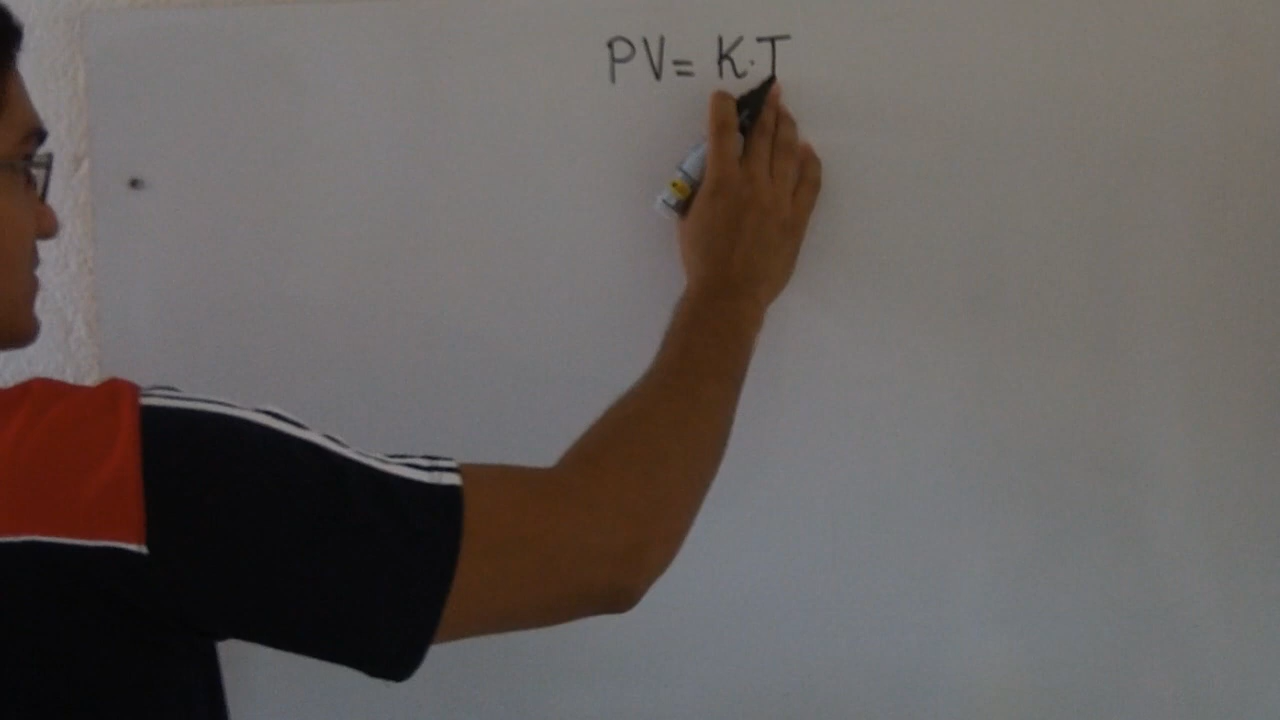 PV = K·T